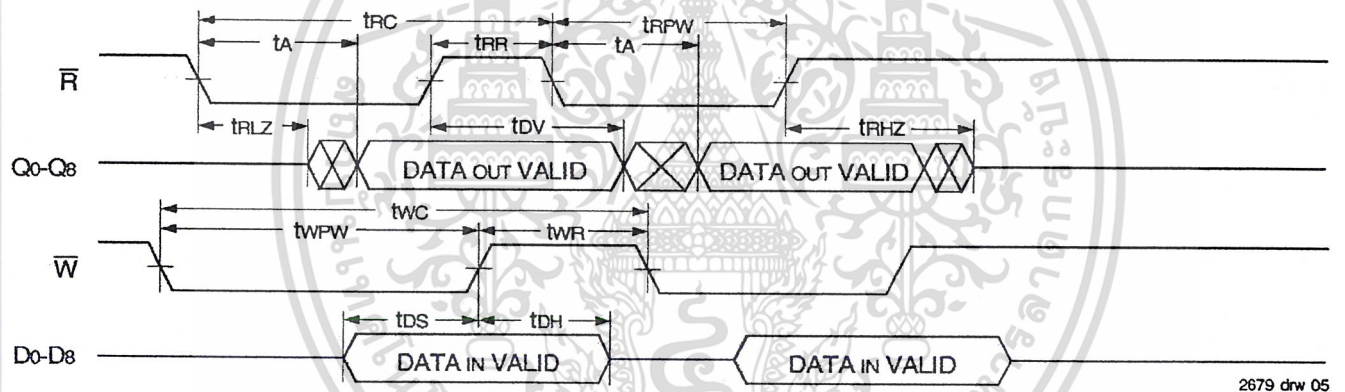 tRC
tRPW
tA
tRR
tA
R
tRLZ
tDV
tRHZ
Q0-Q8
DATA OUT VALID
DATA OUT VALID
tWC
tWPW
tWR
W
tDS
tDH
D0-D8
DATA IN VALID
DATA IN VALID
2679 drw 05